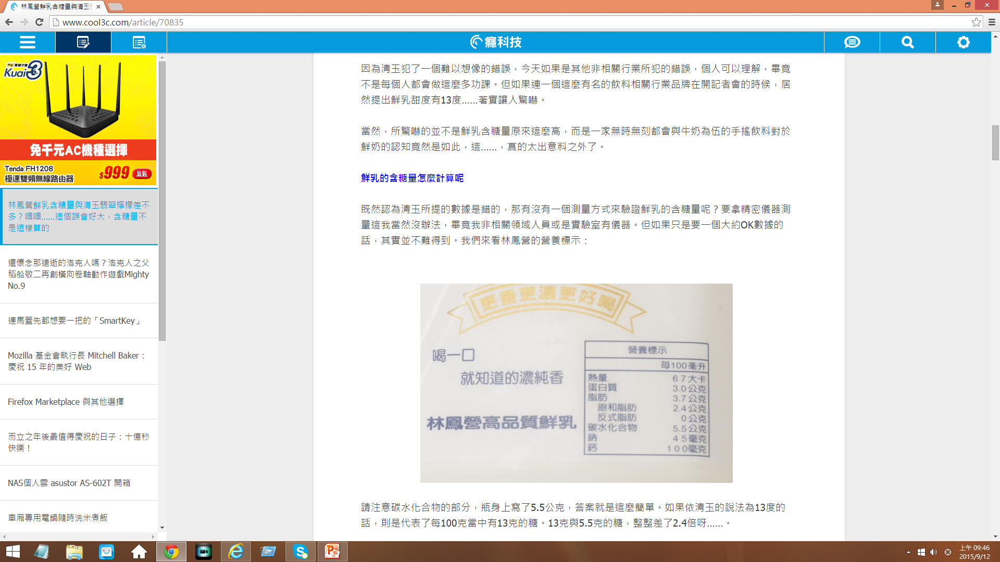 林鳳營鮮乳含糖量與清玉翡
www.cool3c.com/article/70835
癮科技
Kuai3
免千元AC機種選擇
Tenda FH1208
極速雙頻無線路由器
$999 搶購
林鳳營鮮乳含糖量與清玉翡翠檸檬差不
多？噢噢......這個誤會好大，含糖量不
是這樣算的
還懷念那遠逝的洛克人嗎？洛克人之父
稻船敬二再創橫向卷軸動作遊戲Mighty
No.9
連馬蓋先都想要一把的「SmartKey」
Mozilla 基金會執行長 Mitchell Baker：
慶祝 15 年的美好 Web
Firefox Marketplace 與其他選擇
而立之年後最值得慶祝的日子：十億秒
快樂！
NAS個人雲 asustor AS-602T 開箱
車廂專用電鍋隨時洗米煮飯
因為清玉犯了一個難以想像的錯誤，今天如果是其他非相關行業所犯的錯誤，個人可以理解，畢竟
不是每個人都會做這麼多功課。但如果連一個這麼有名的飲料相關行業品牌在開記者會的時候，居
然提出鮮乳甜度有13度......著實讓人驚嚇。
當然，所驚嚇的並不是鮮乳含糖量原來這麼高，而是一家無時無刻都會與牛奶為伍的手搖飲料對於
鮮奶的認知竟然是如此，這......，真的太出意料之外了。
鮮乳的含糖量怎麼計算呢
既然認為清玉所提的數據是錯的，那有沒有一個測量方式來驗證鮮乳的含糖量呢？要拿精密儀器測
量這我當然沒辦法，畢竟我非相關領域人員或是實驗室有儀器。但如果只是要一個大約OK數據的
話，其實並不難得到。我們來看林鳳營的營養標示：
更香更濃更好喝
喝一口
就知道的濃純香
林鳳營高品質鮮乳
營養標示
每100毫升
熱量 67大卡
蛋白質 3.0公克
脂肪 3.7公克
飽和脂肪 2.4公克
反式脂肪 0公克
碳水化合物 5.5公克
鈉 45毫克
鈣 100毫克
請注意碳水化合物的部分，瓶身上寫了5.5公克，答案就是這麼簡單。如果依清玉的說法為13度的
話，則是代表了每100克當中有13克的糖。13克與5.5克的糖，整整差了2.4倍呀......。
上午 09:46
2015/9/12